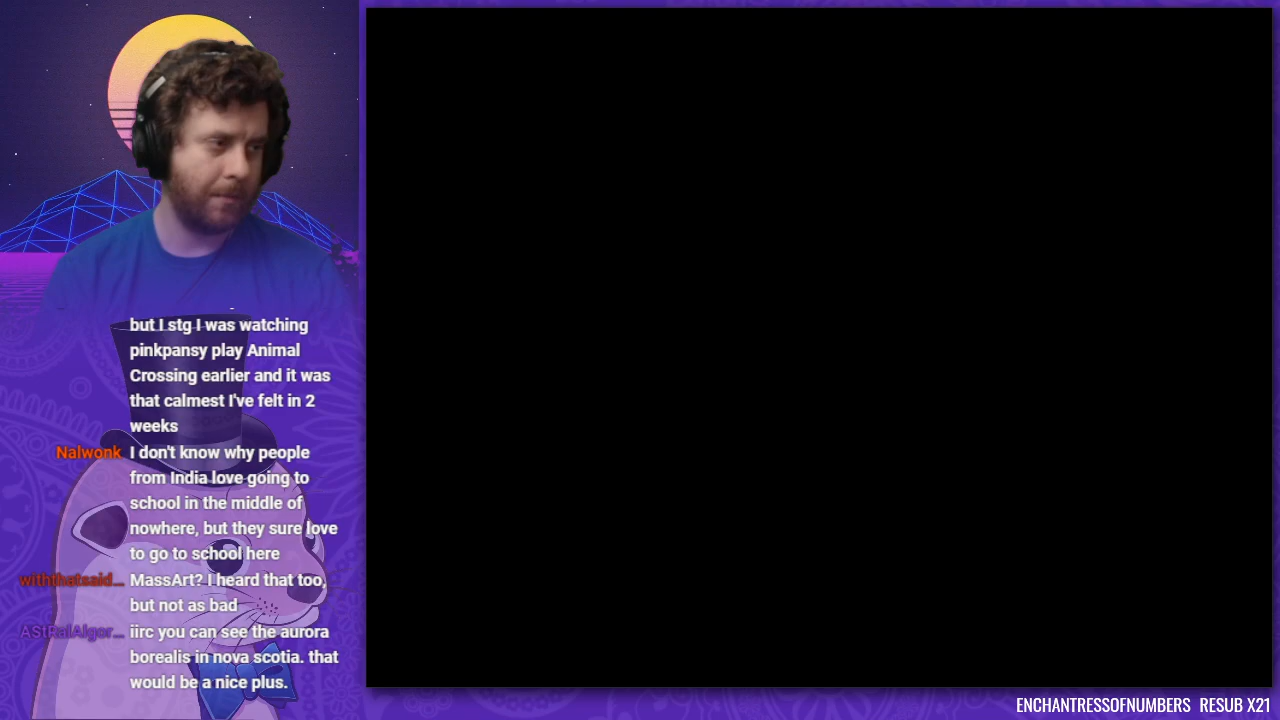 but I stg I was watching
pinkpansy play Animal
Crossing earlier and it was
that calmest I've felt in 2
weeks
Nalwonk I don't know why people
from India love going to
school in the middle of
nowhere, but they sure love
to go to school here
withthatsaid... MassArt? I heard that too,
but not as bad
AStRalAlgor... iirc you can see the aurora
borealis in nova scotia. that
would be a nice plus.
ENCHANTRESSOFNUMBERS RESUB X21